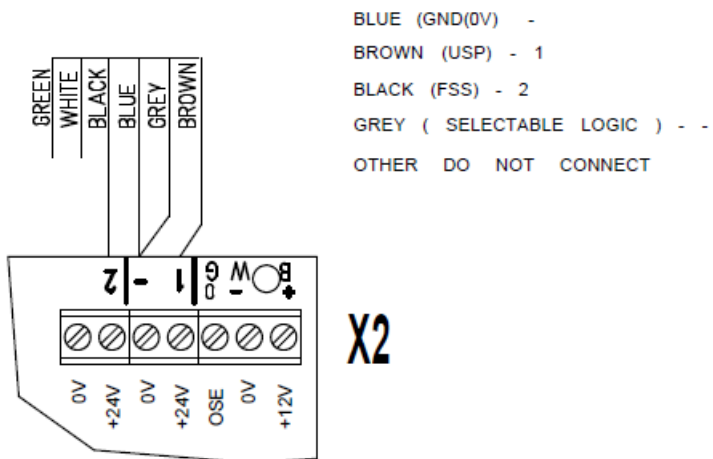 BLUE (GND(0V) -
BROWN (USP) - 1
BLACK (FSS) - 2
GREY ( SELECTABLE LOGIC ) - -
OTHER DO NOT CONNECT
GREEN
WHITE
BLACK
BLUE
GREY
BROWN
2 - 1 G W B
0 - +
X2
0V
+24V
0V
+24V
OSE
0V
+12V